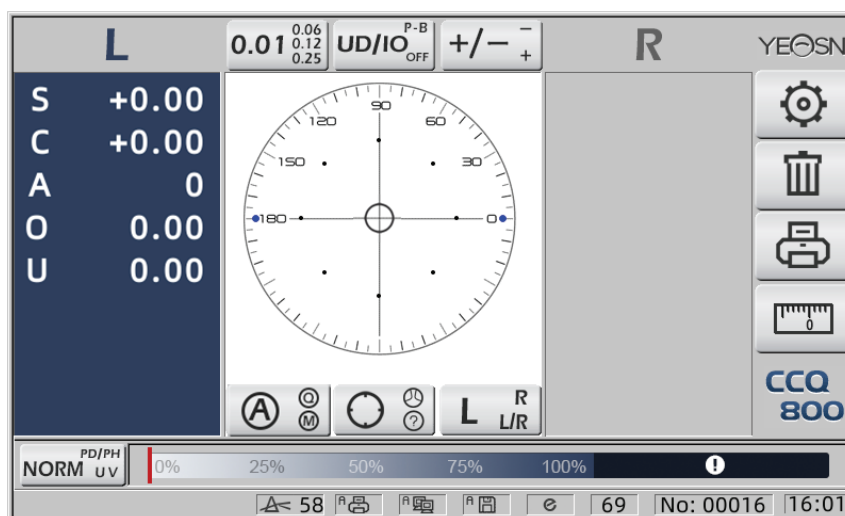 L
0.01 0.06 0.12 0.25
UD/IO P-B OFF
+/− − +
R
YEOSN
S +0.00
C +0.00
A 0
O 0.00
U 0.00
90
120 60
150 30
180 0
0
A Q M
?
L R L/R
CCQ
800
NORM PD/PH UV
0% 25% 50% 75% 100% !
58 A A A e 69 No: 00016 16:01